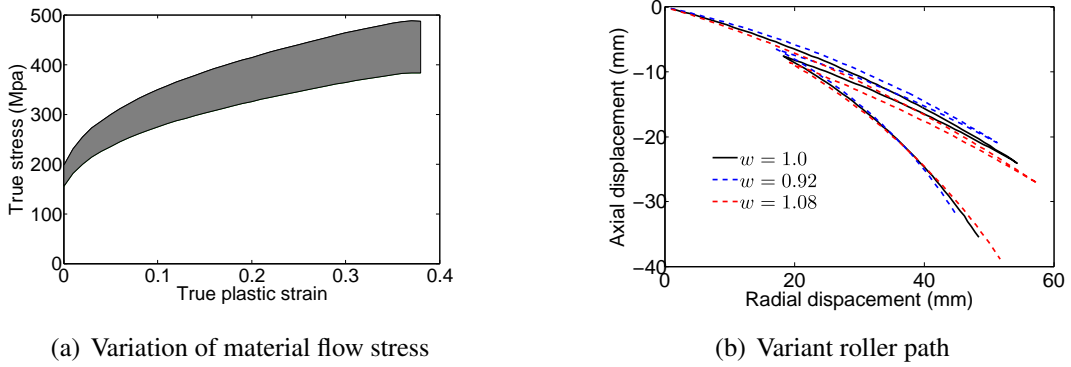 500
400
300
200
100
0
0
0.1
0.2
0.3
0.4
True stress (Mpa)
True plastic strain
(a) Variation of material flow stress
0
−10
−20
−30
−40
0
20
40
60
Axial displacement (mm)
Radial dispacement (mm)
w = 1.0
w = 0.92
w = 1.08
(b) Variant roller path